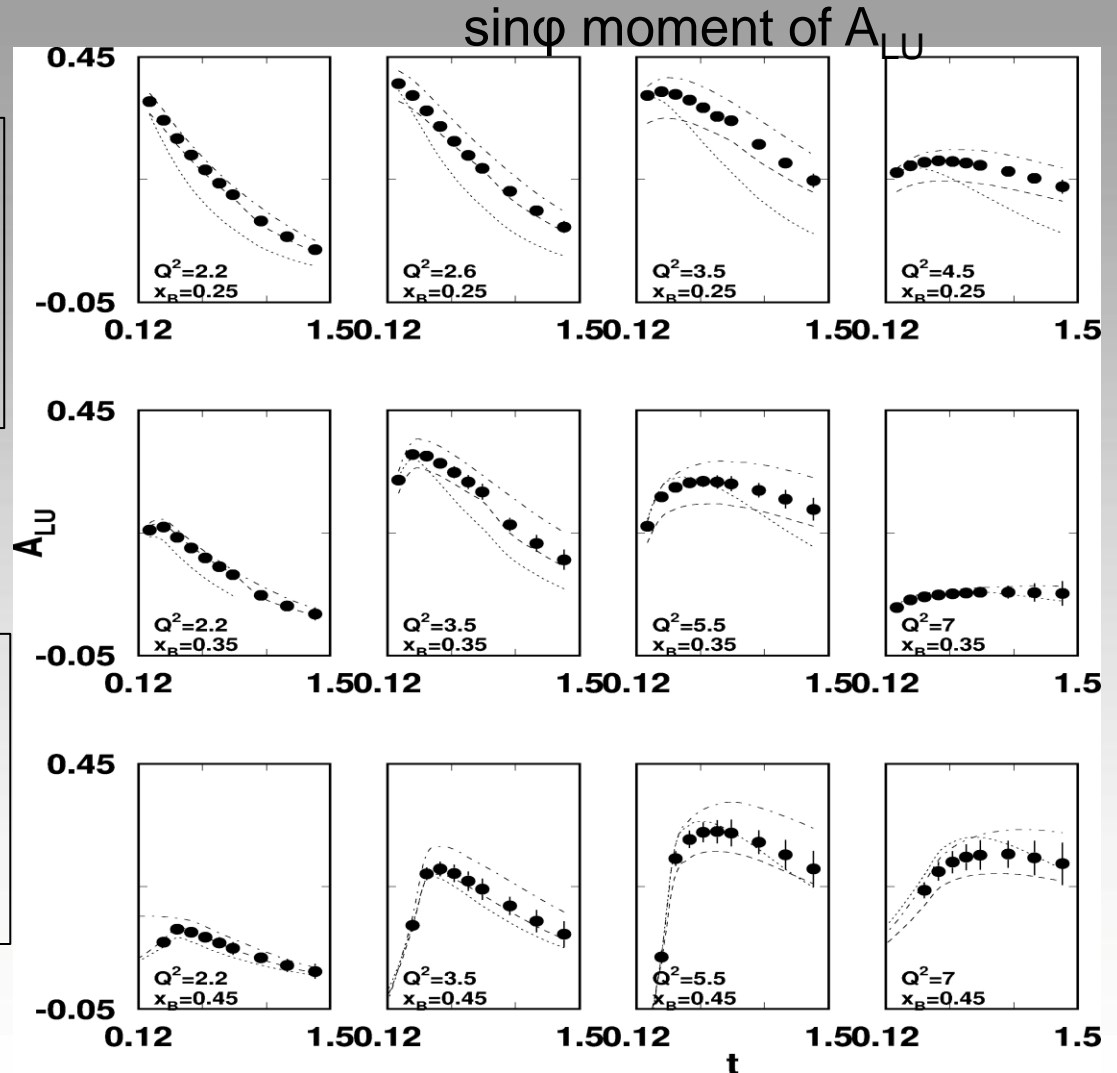 sinφ moment of A_LU
0.45
Q²=2.2
x_B=0.25
Q²=2.6
x_B=0.25
Q²=3.5
x_B=0.25
Q²=4.5
x_B=0.25
-0.05
0.12 1.50.12 1.50.12 1.50.12 1.5
0.45
A_LU
Q²=2.2
x_B=0.35
Q²=3.5
x_B=0.35
Q²=5.5
x_B=0.35
Q²=7
x_B=0.35
-0.05
0.12 1.50.12 1.50.12 1.50.12 1.5
0.45
Q²=2.2
x_B=0.45
Q²=3.5
x_B=0.45
Q²=5.5
x_B=0.45
Q²=7
x_B=0.45
-0.05
0.12 1.50.12 1.50.12 1.50.12 1.5
t